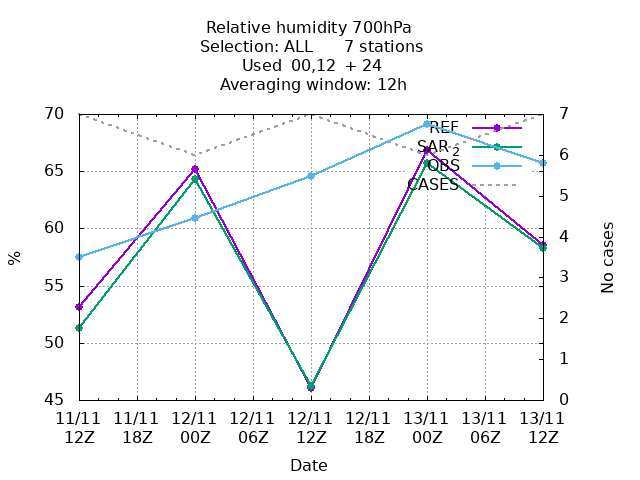 Relative humidity 700hPa
Selection: ALL 7 stations
Used 00,12 + 24
Averaging window: 12h
70
65
60
55
50
45
%
7
6
5
4
3
2
1
0
No cases
REF
SAR 2
OBS
CASES
11/11 11/11 12/11 12/11 12/11 12/11 13/11 13/11 13/11
12Z 18Z 00Z 06Z 12Z 18Z 00Z 06Z 12Z
Date